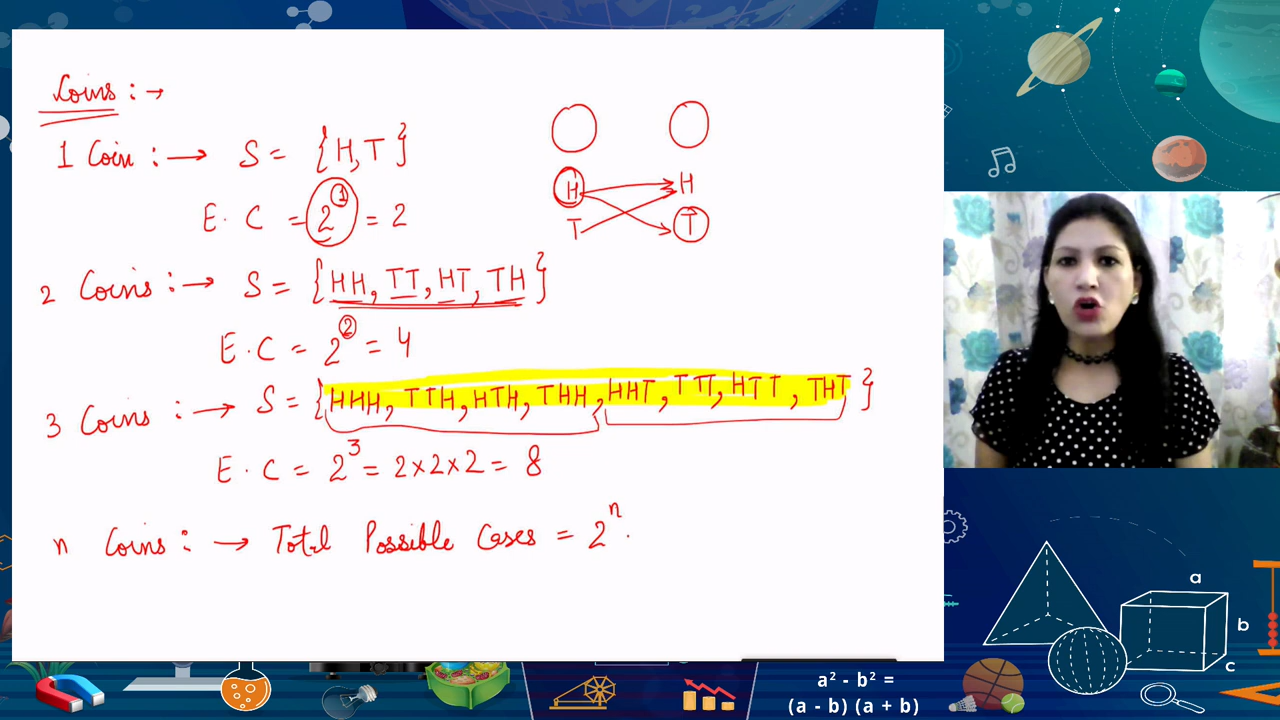 Coins : →
1 Coin : → S = {H, T}
E. C = 2^1 = 2
H H
T T
2 Coins : → S = {HH, TT, HT, TH}
E. C = 2^2 = 4
3 Coins : → S = {HHH, TTH, HTH, THH, HHT, TTT, HTT, THT}
E. C = 2^3 = 2×2×2 = 8
n Coins : → Total Possible Cases = 2^n.
a
b
c
a² - b² =
(a - b) (a + b)